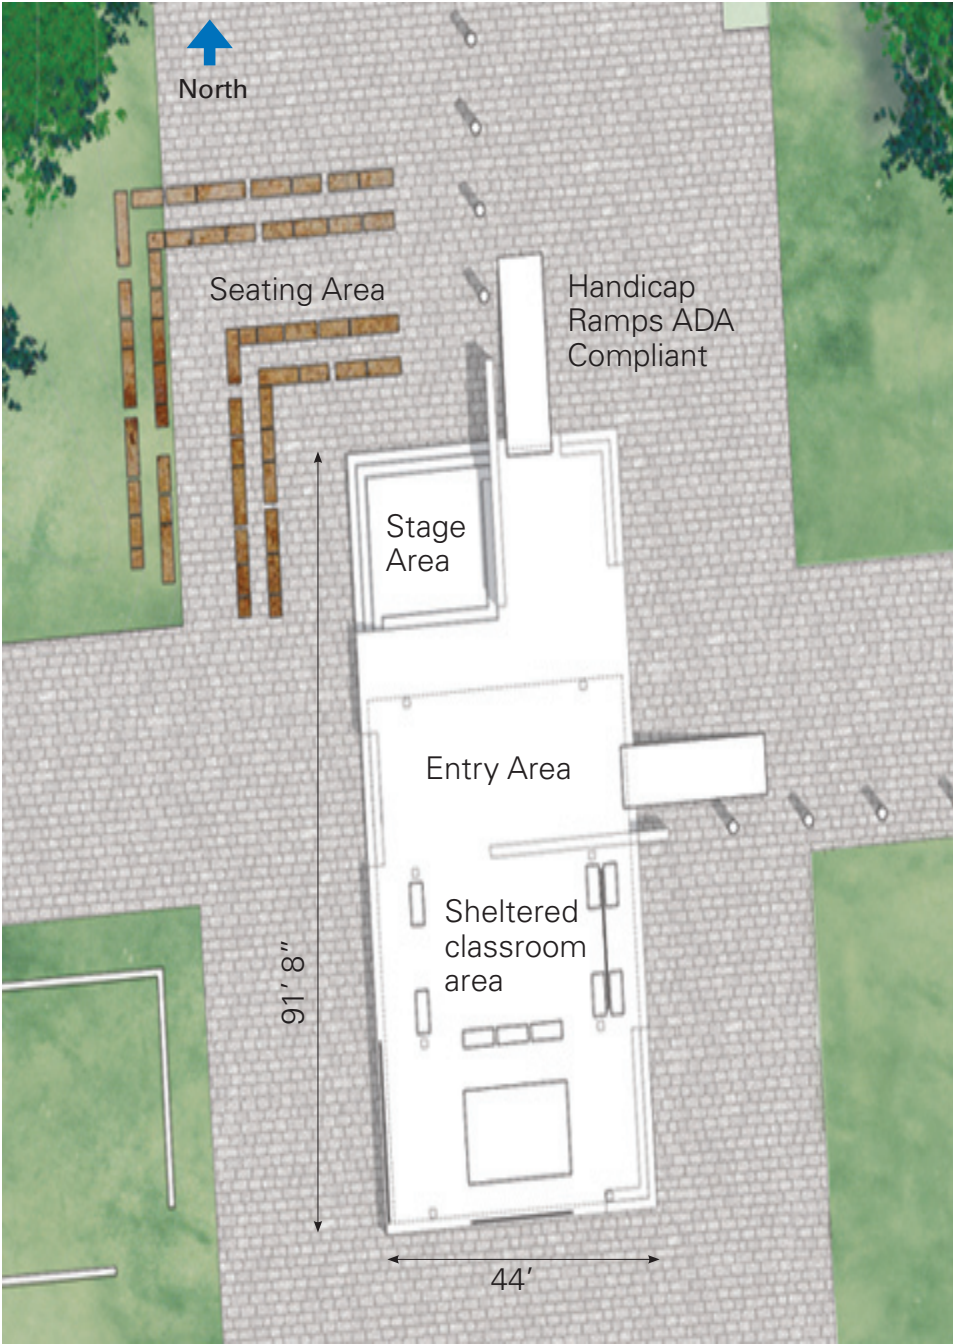 North
Seating Area
Handicap
Ramps ADA
Compliant
Stage
Area
Entry Area
Sheltered
classroom
area
91’ 8”
44’